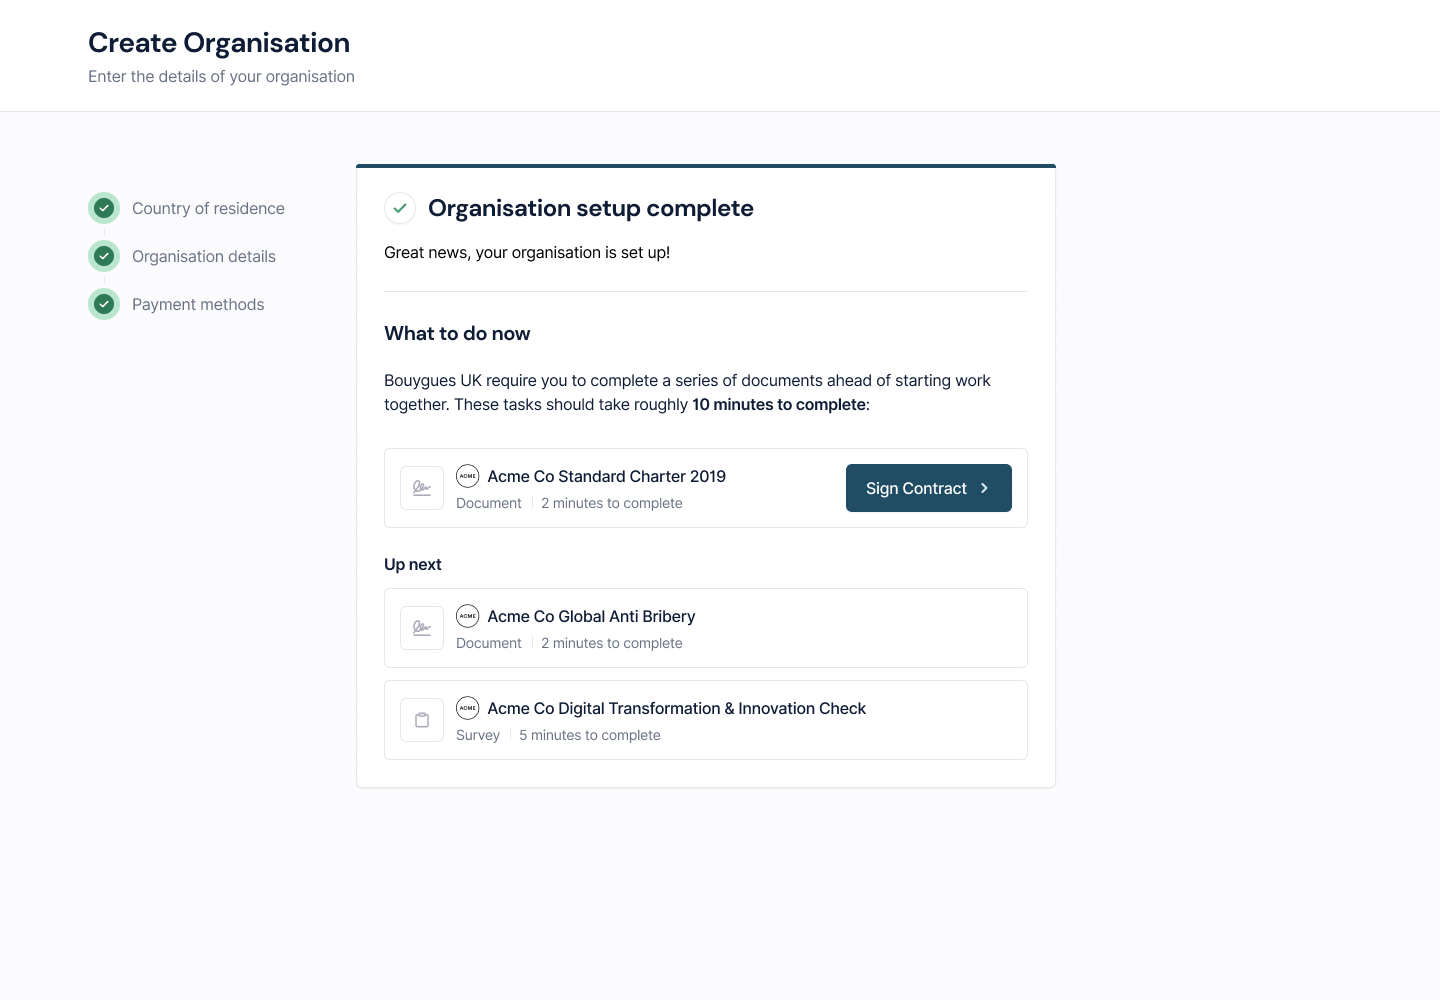 Create Organisation
Enter the details of your organisation
Country of residence
Organisation details
Payment methods
Organisation setup complete
Great news, your organisation is set up!
What to do now
Bouygues UK require you to complete a series of documents ahead of starting work
together. These tasks should take roughly 10 minutes to complete:
ACME Acme Co Standard Charter 2019
Document 2 minutes to complete
Sign Contract
Up next
ACME Acme Co Global Anti Bribery
Document 2 minutes to complete
ACME Acme Co Digital Transformation & Innovation Check
Survey 5 minutes to complete